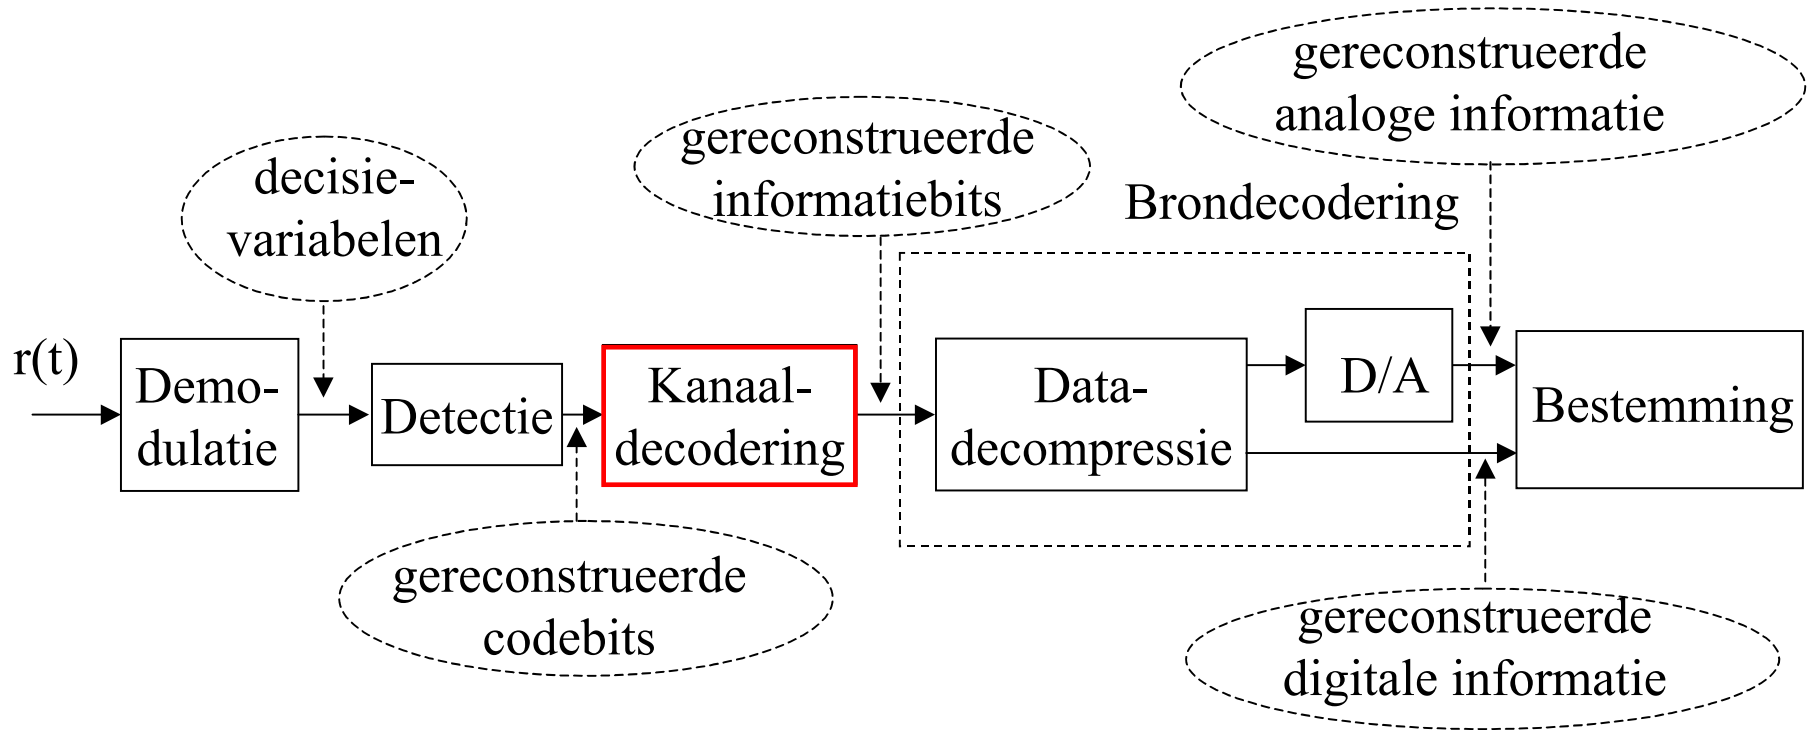 gereconstrueerde
analoge informatie
gereconstrueerde
informatiebits
decisie-
variabelen
Brondecodering
r(t)
Demo-
dulatie
Detectie
Kanaal-
decodering
Data-
decompressie
D/A
Bestemming
gereconstrueerde
codebits
gereconstrueerde
digitale informatie